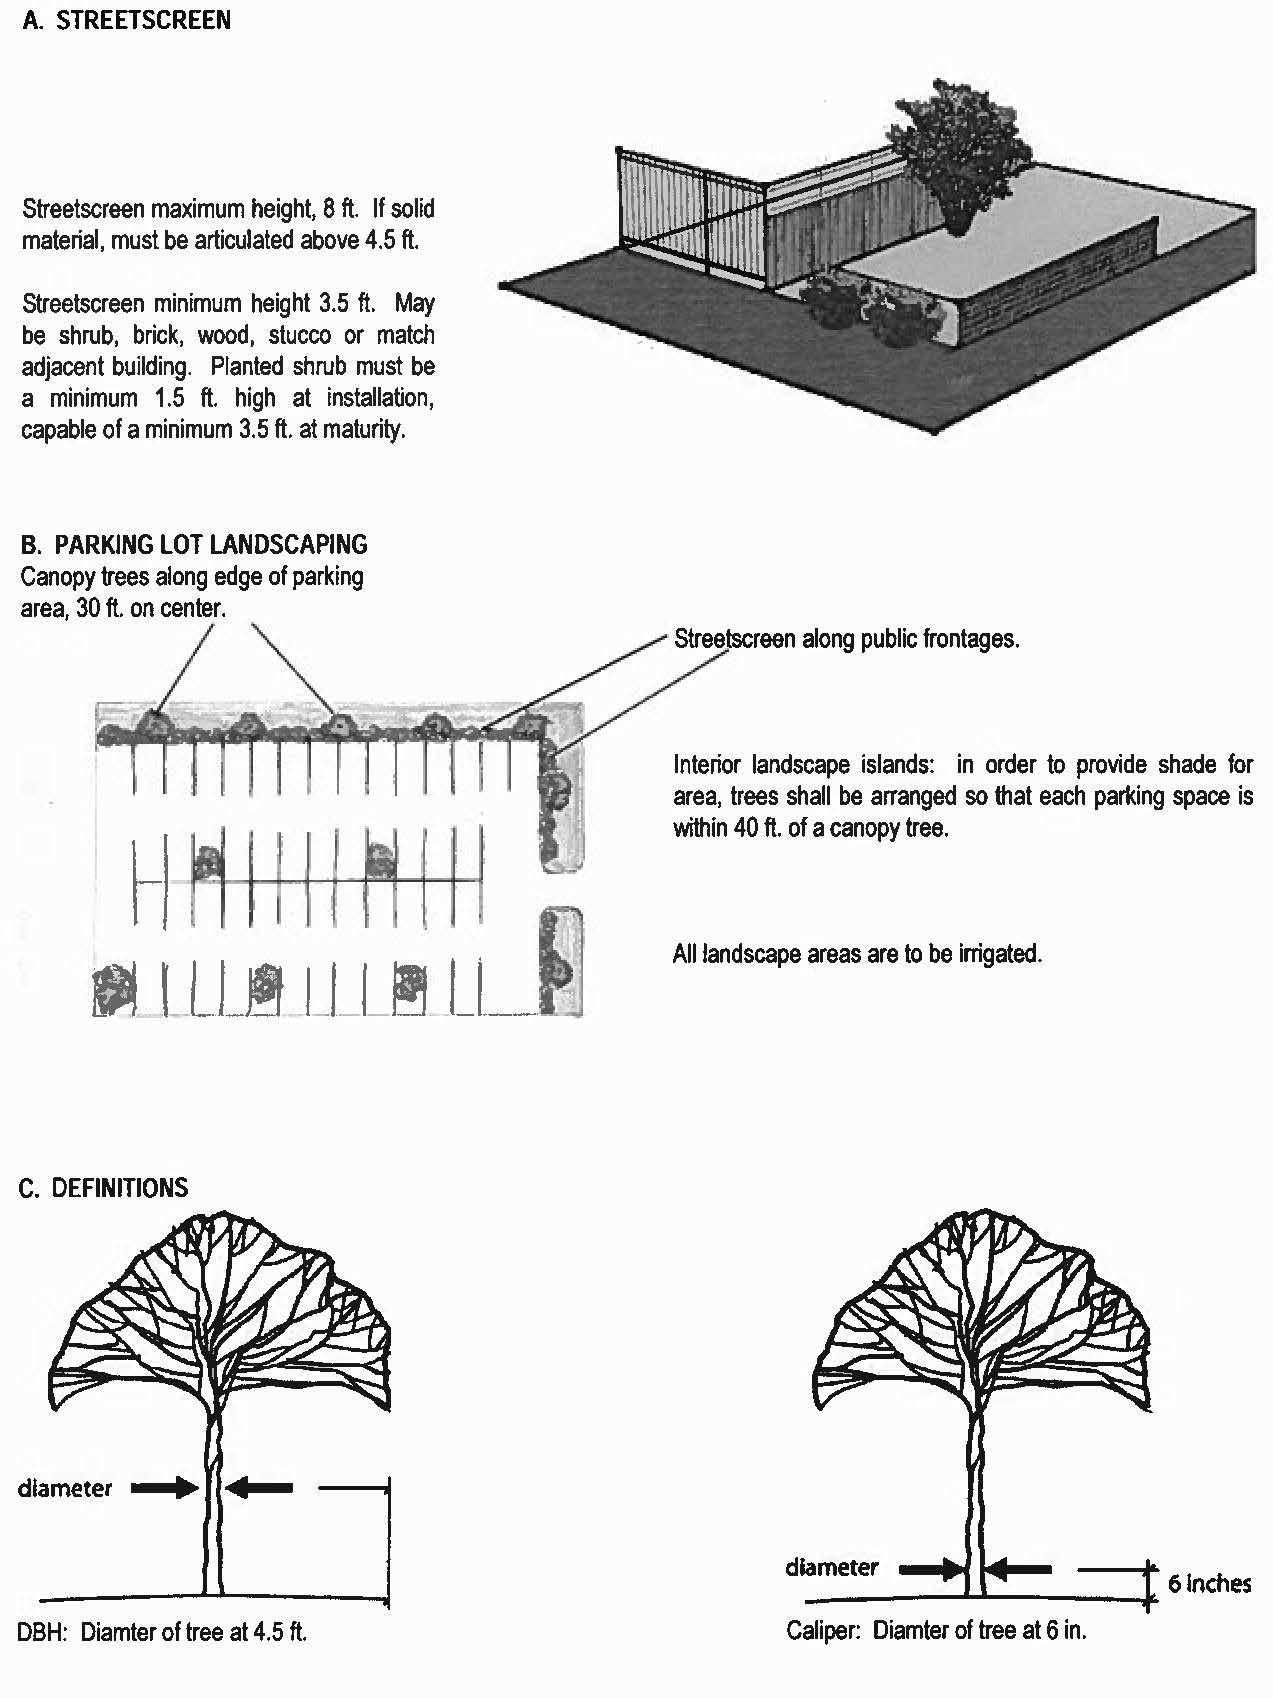 A. STREETSCREEN
Streetscreen maximum height, 8 ft. If solid
material, must be articulated above 4.5 ft.
Streetscreen minimum height 3.5 ft. May
be shrub, brick, wood, stucco or match
adjacent building. Planted shrub must be
a minimum 1.5 ft. high at installation,
capable of a minimum 3.5 ft. at maturity.
B. PARKING LOT LANDSCAPING
Canopy trees along edge of parking
area, 30 ft. on center.
Streetscreen along public frontages.
Interior landscape islands: in order to provide shade for
area, trees shall be arranged so that each parking space is
within 40 ft. of a canopy tree.
All landscape areas are to be irrigated.
C. DEFINITIONS
diameter
DBH: Diamter of tree at 4.5 ft.
diameter
6 inches
Caliper: Diamter of tree at 6 in.